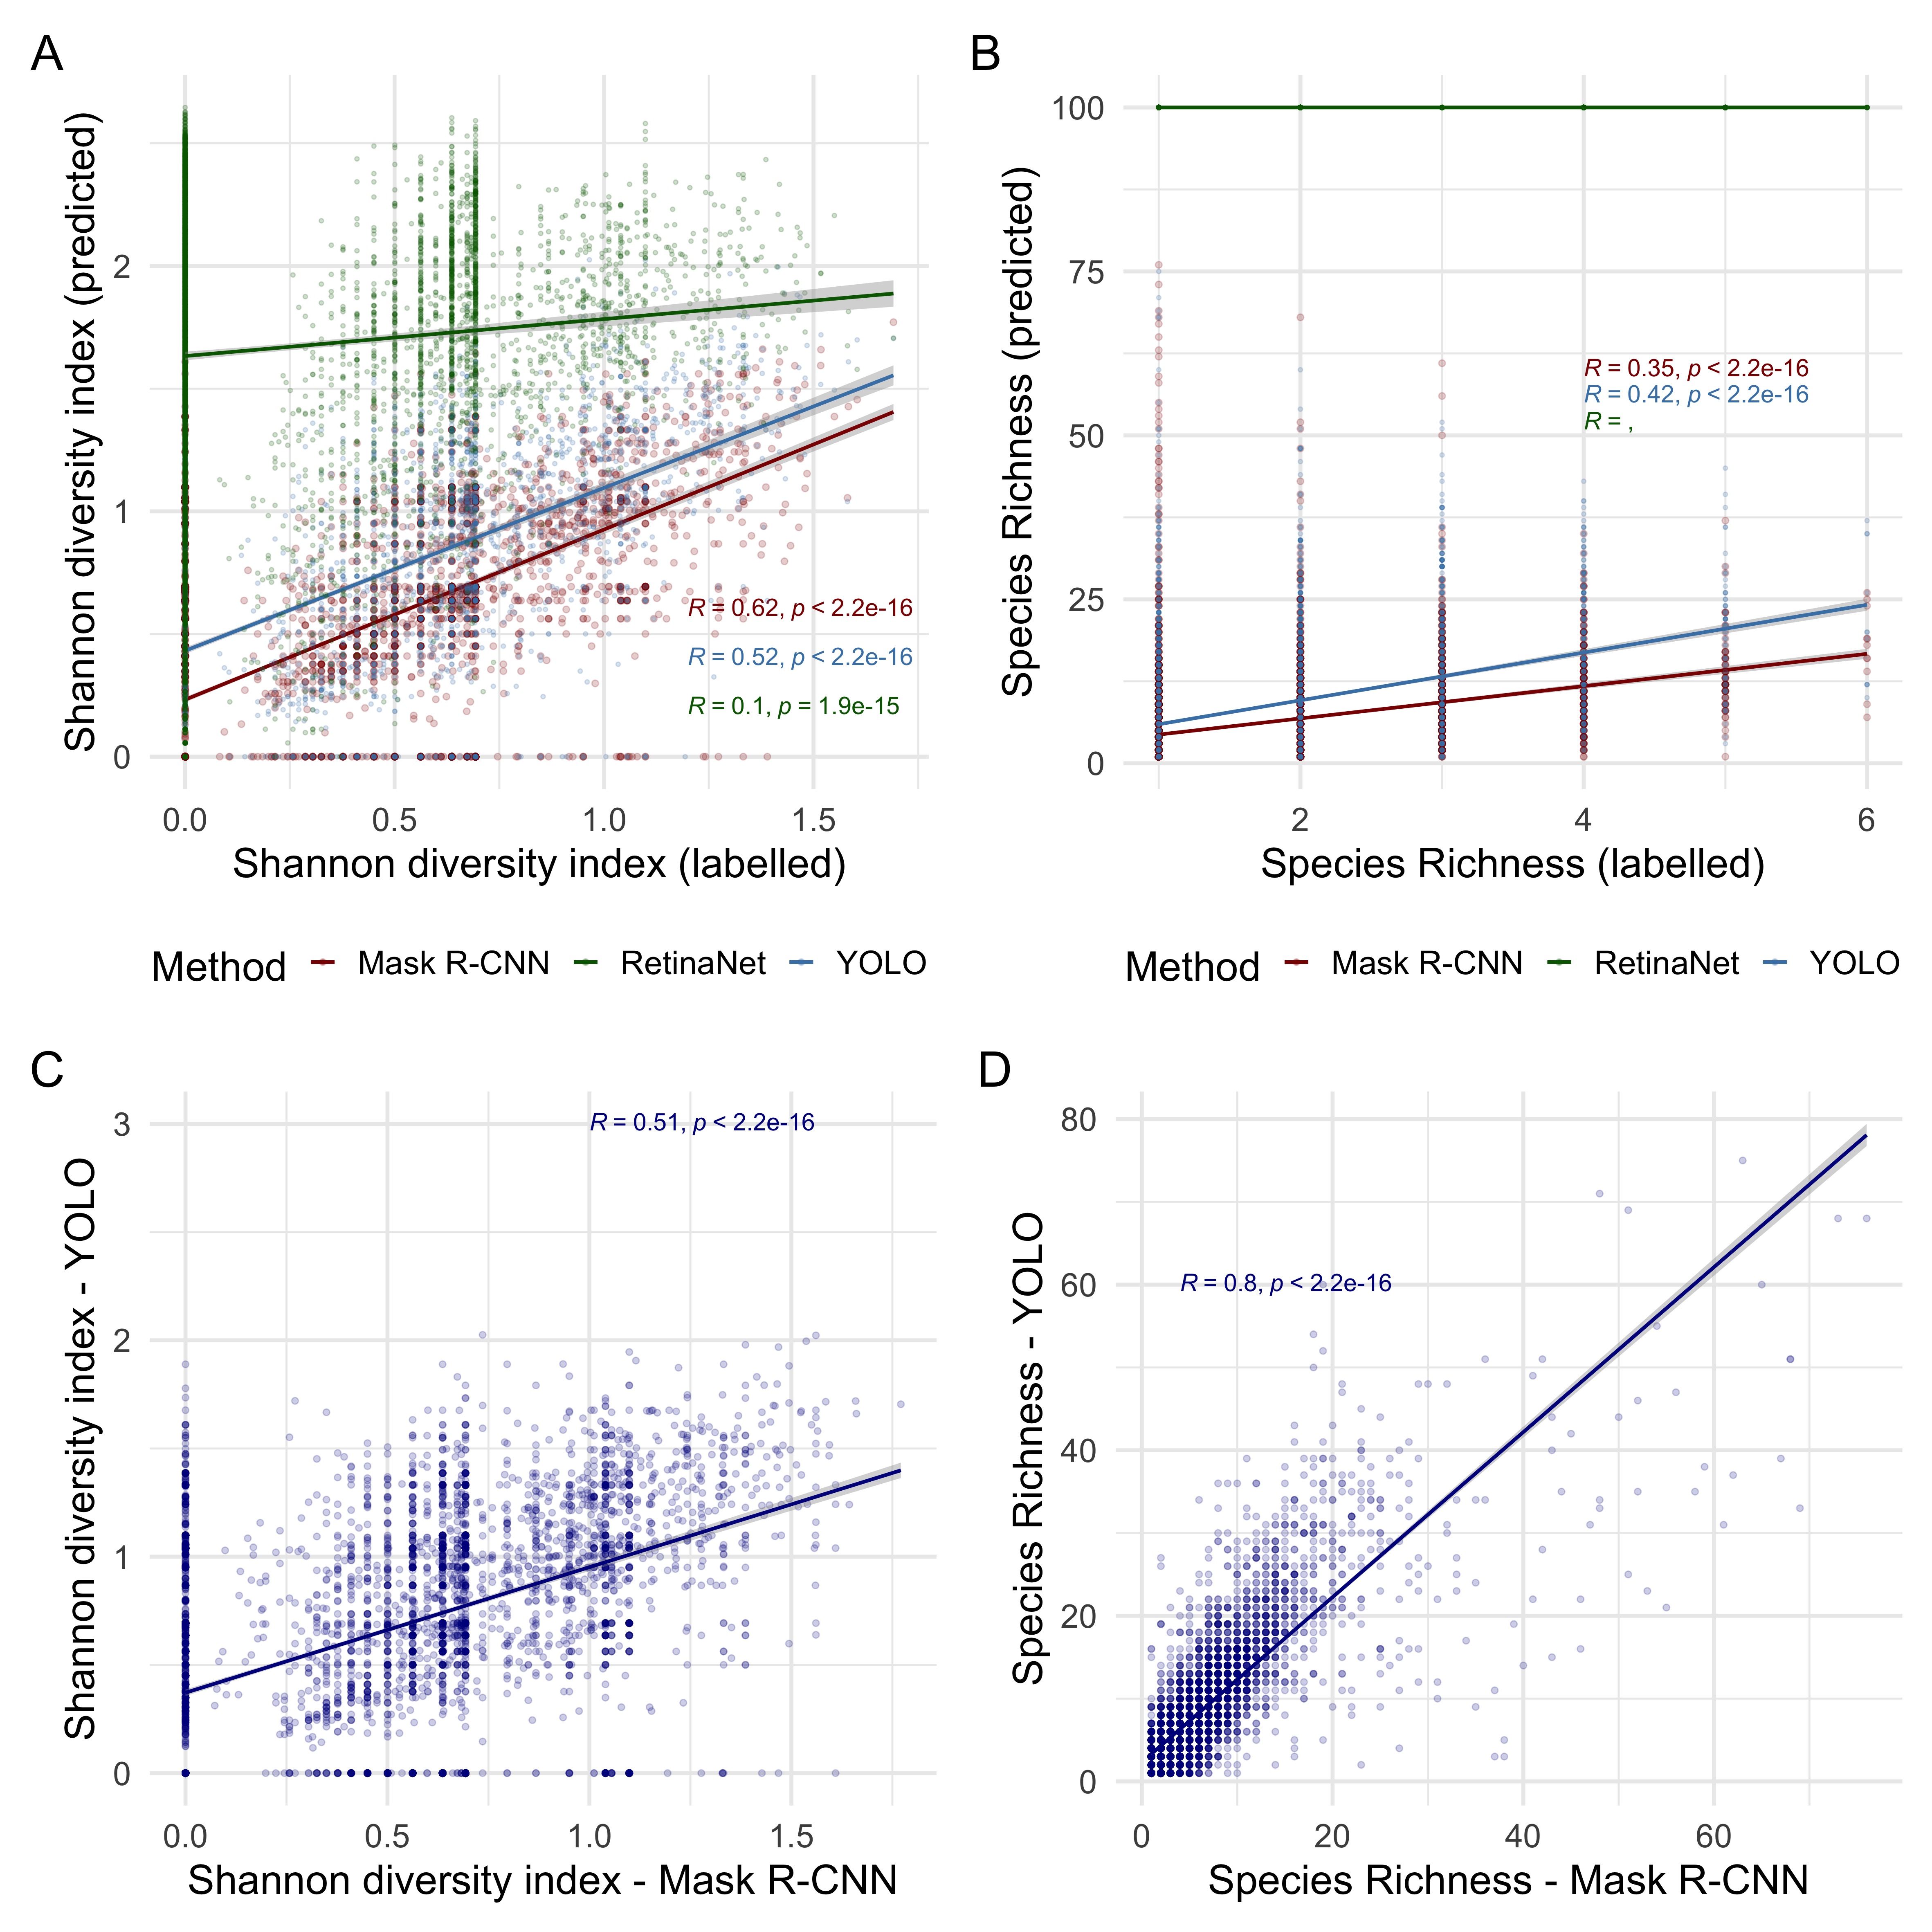 A
Shannon diversity index (predicted)
2
1
0
R = 0.62, p < 2.2e-16
R = 0.52, p < 2.2e-16
R = 0.1, p = 1.9e-15
0.0 0.5 1.0 1.5
Shannon diversity index (labelled)
Method Mask R-CNN RetinaNet YOLO
B
Species Richness (predicted)
100
75
50
25
0
R = 0.35, p < 2.2e-16
R = 0.42, p < 2.2e-16
R = ,
2 4 6
Species Richness (labelled)
Method Mask R-CNN RetinaNet YOLO
C
Shannon diversity index - YOLO
3
2
1
0
R = 0.51, p < 2.2e-16
0.0 0.5 1.0 1.5
Shannon diversity index - Mask R-CNN
D
Species Richness - YOLO
80
60
40
20
0
R = 0.8, p < 2.2e-16
0 20 40 60
Species Richness - Mask R-CNN